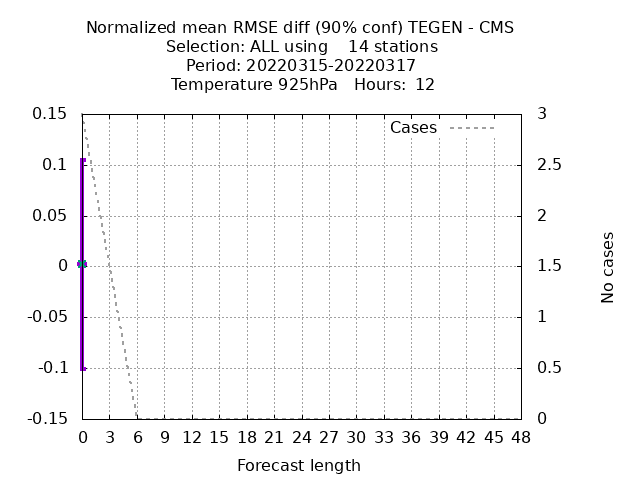 Normalized mean RMSE diff (90% conf) TEGEN - CMS
Selection: ALL using    14 stations
Period: 20220315-20220317
Temperature 925hPa   Hours:  12
0.15
0.1
0.05
0
-0.05
-0.1
-0.15
Cases
3
2.5
2
1.5
1
0.5
0
No cases
0 3 6 9 12 15 18 21 24 27 30 33 36 39 42 45 48
Forecast length